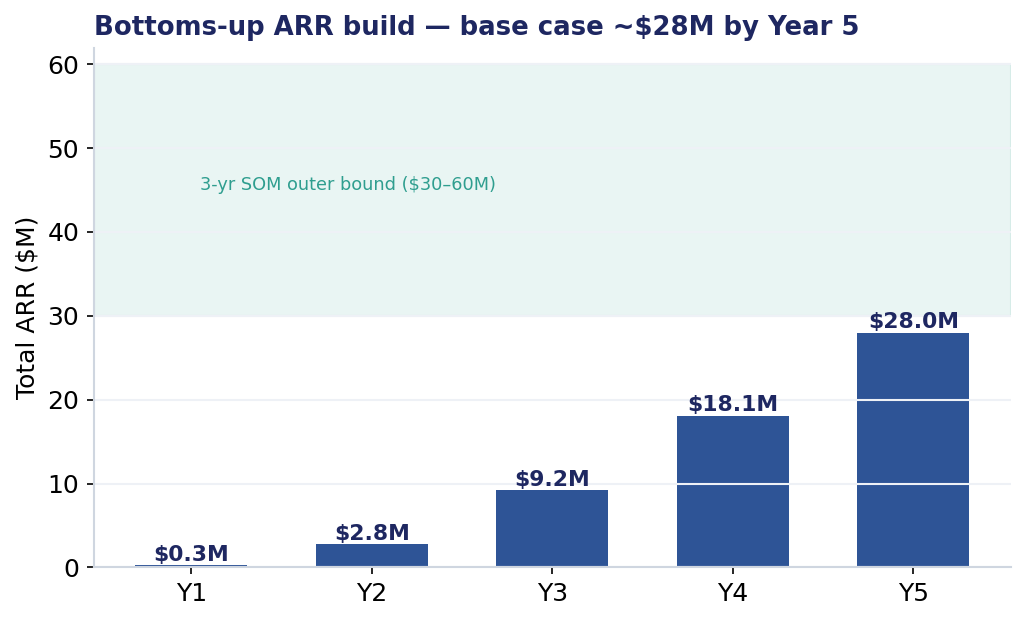 Bottoms-up ARR build — base case ~$28M by Year 5
Total ARR ($M)
60
50
40
30
20
10
0
3-yr SOM outer bound ($30–60M)
$0.3M
$2.8M
$9.2M
$18.1M
$28.0M
Y1
Y2
Y3
Y4
Y5